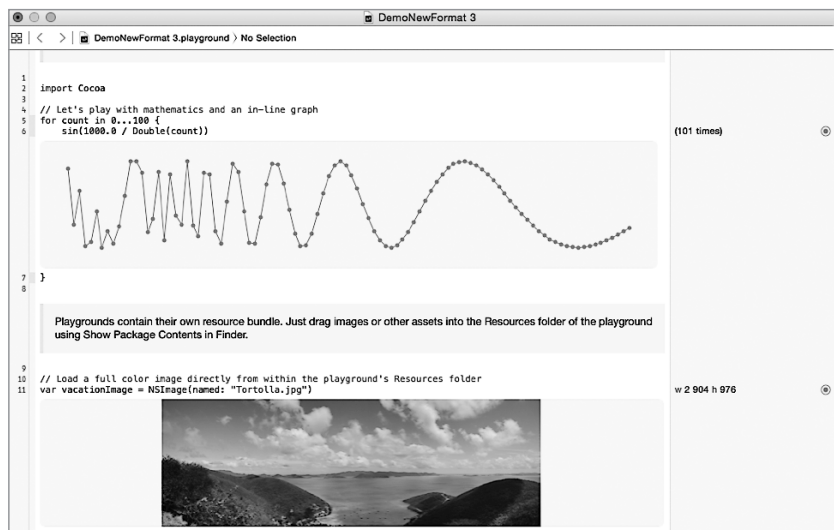 DemoNewFormat 3
DemoNewFormat 3.playground ⟩ No Selection
1
2 import Cocoa
3
4 // Let's play with mathematics and an in-line graph
5 for count in 0...100 {
6 sin(1000.0 / Double(count))
(101 times)
7 }
8
Playgrounds contain their own resource bundle. Just drag images or other assets into the Resources folder of the playground
using Show Package Contents in Finder.
9
10 // Load a full color image directly from within the playground's Resources folder
11 var vacationImage = NSImage(named: "Tortolla.jpg")
w 2 904 h 976